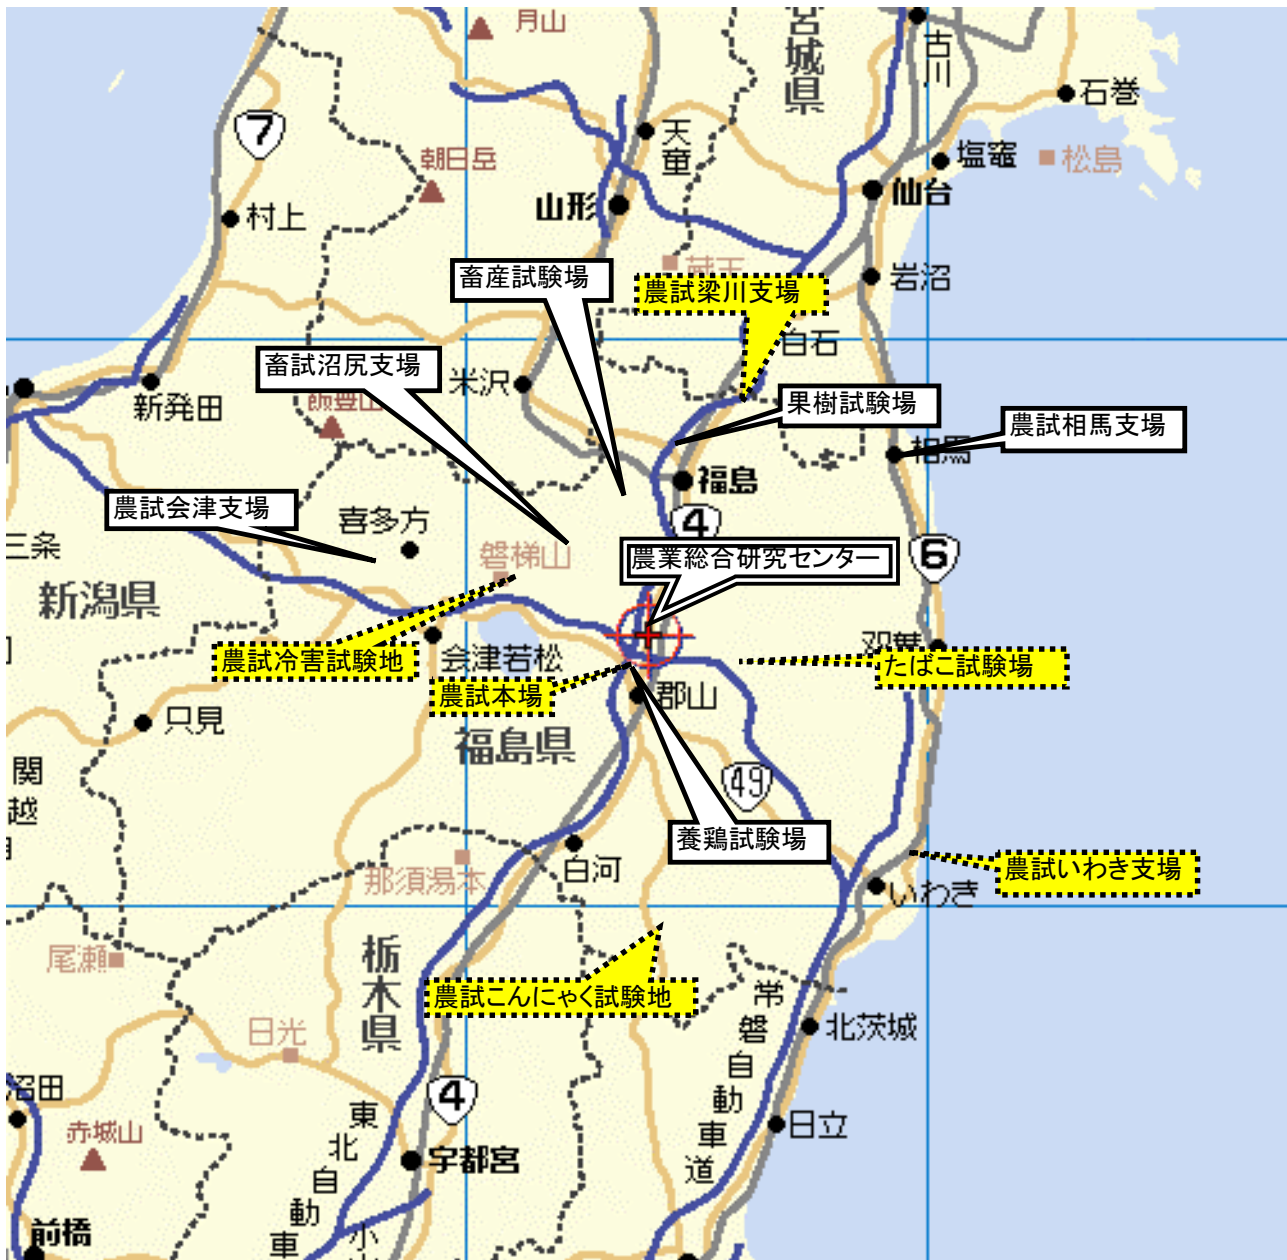 月山
宮城県
古川
石巻
7
天童
朝日岳
塩竈
松島
山形
仙台
村上
蔵王
畜産試験場
農試梁川支場
岩沼
白石
畜試沼尻支場
米沢
新発田
飯豊山
果樹試験場
農試相馬支場
相馬
福島
農試会津支場
喜多方
4
三条
磐梯山
農業総合研究センター
6
新潟県
双葉
農試冷害試験地
会津若松
たばこ試験場
農試本場
郡山
只見
福島県
関越
49
養鶏試験場
白河
那須湯本
農試いわき支場
いわき
尾瀬
栃木県
農試こんにゃく試験地
常磐自動車道
日光
北茨城
沼田
4
東北自動車
赤城山
日立
宇都宮
前橋
小